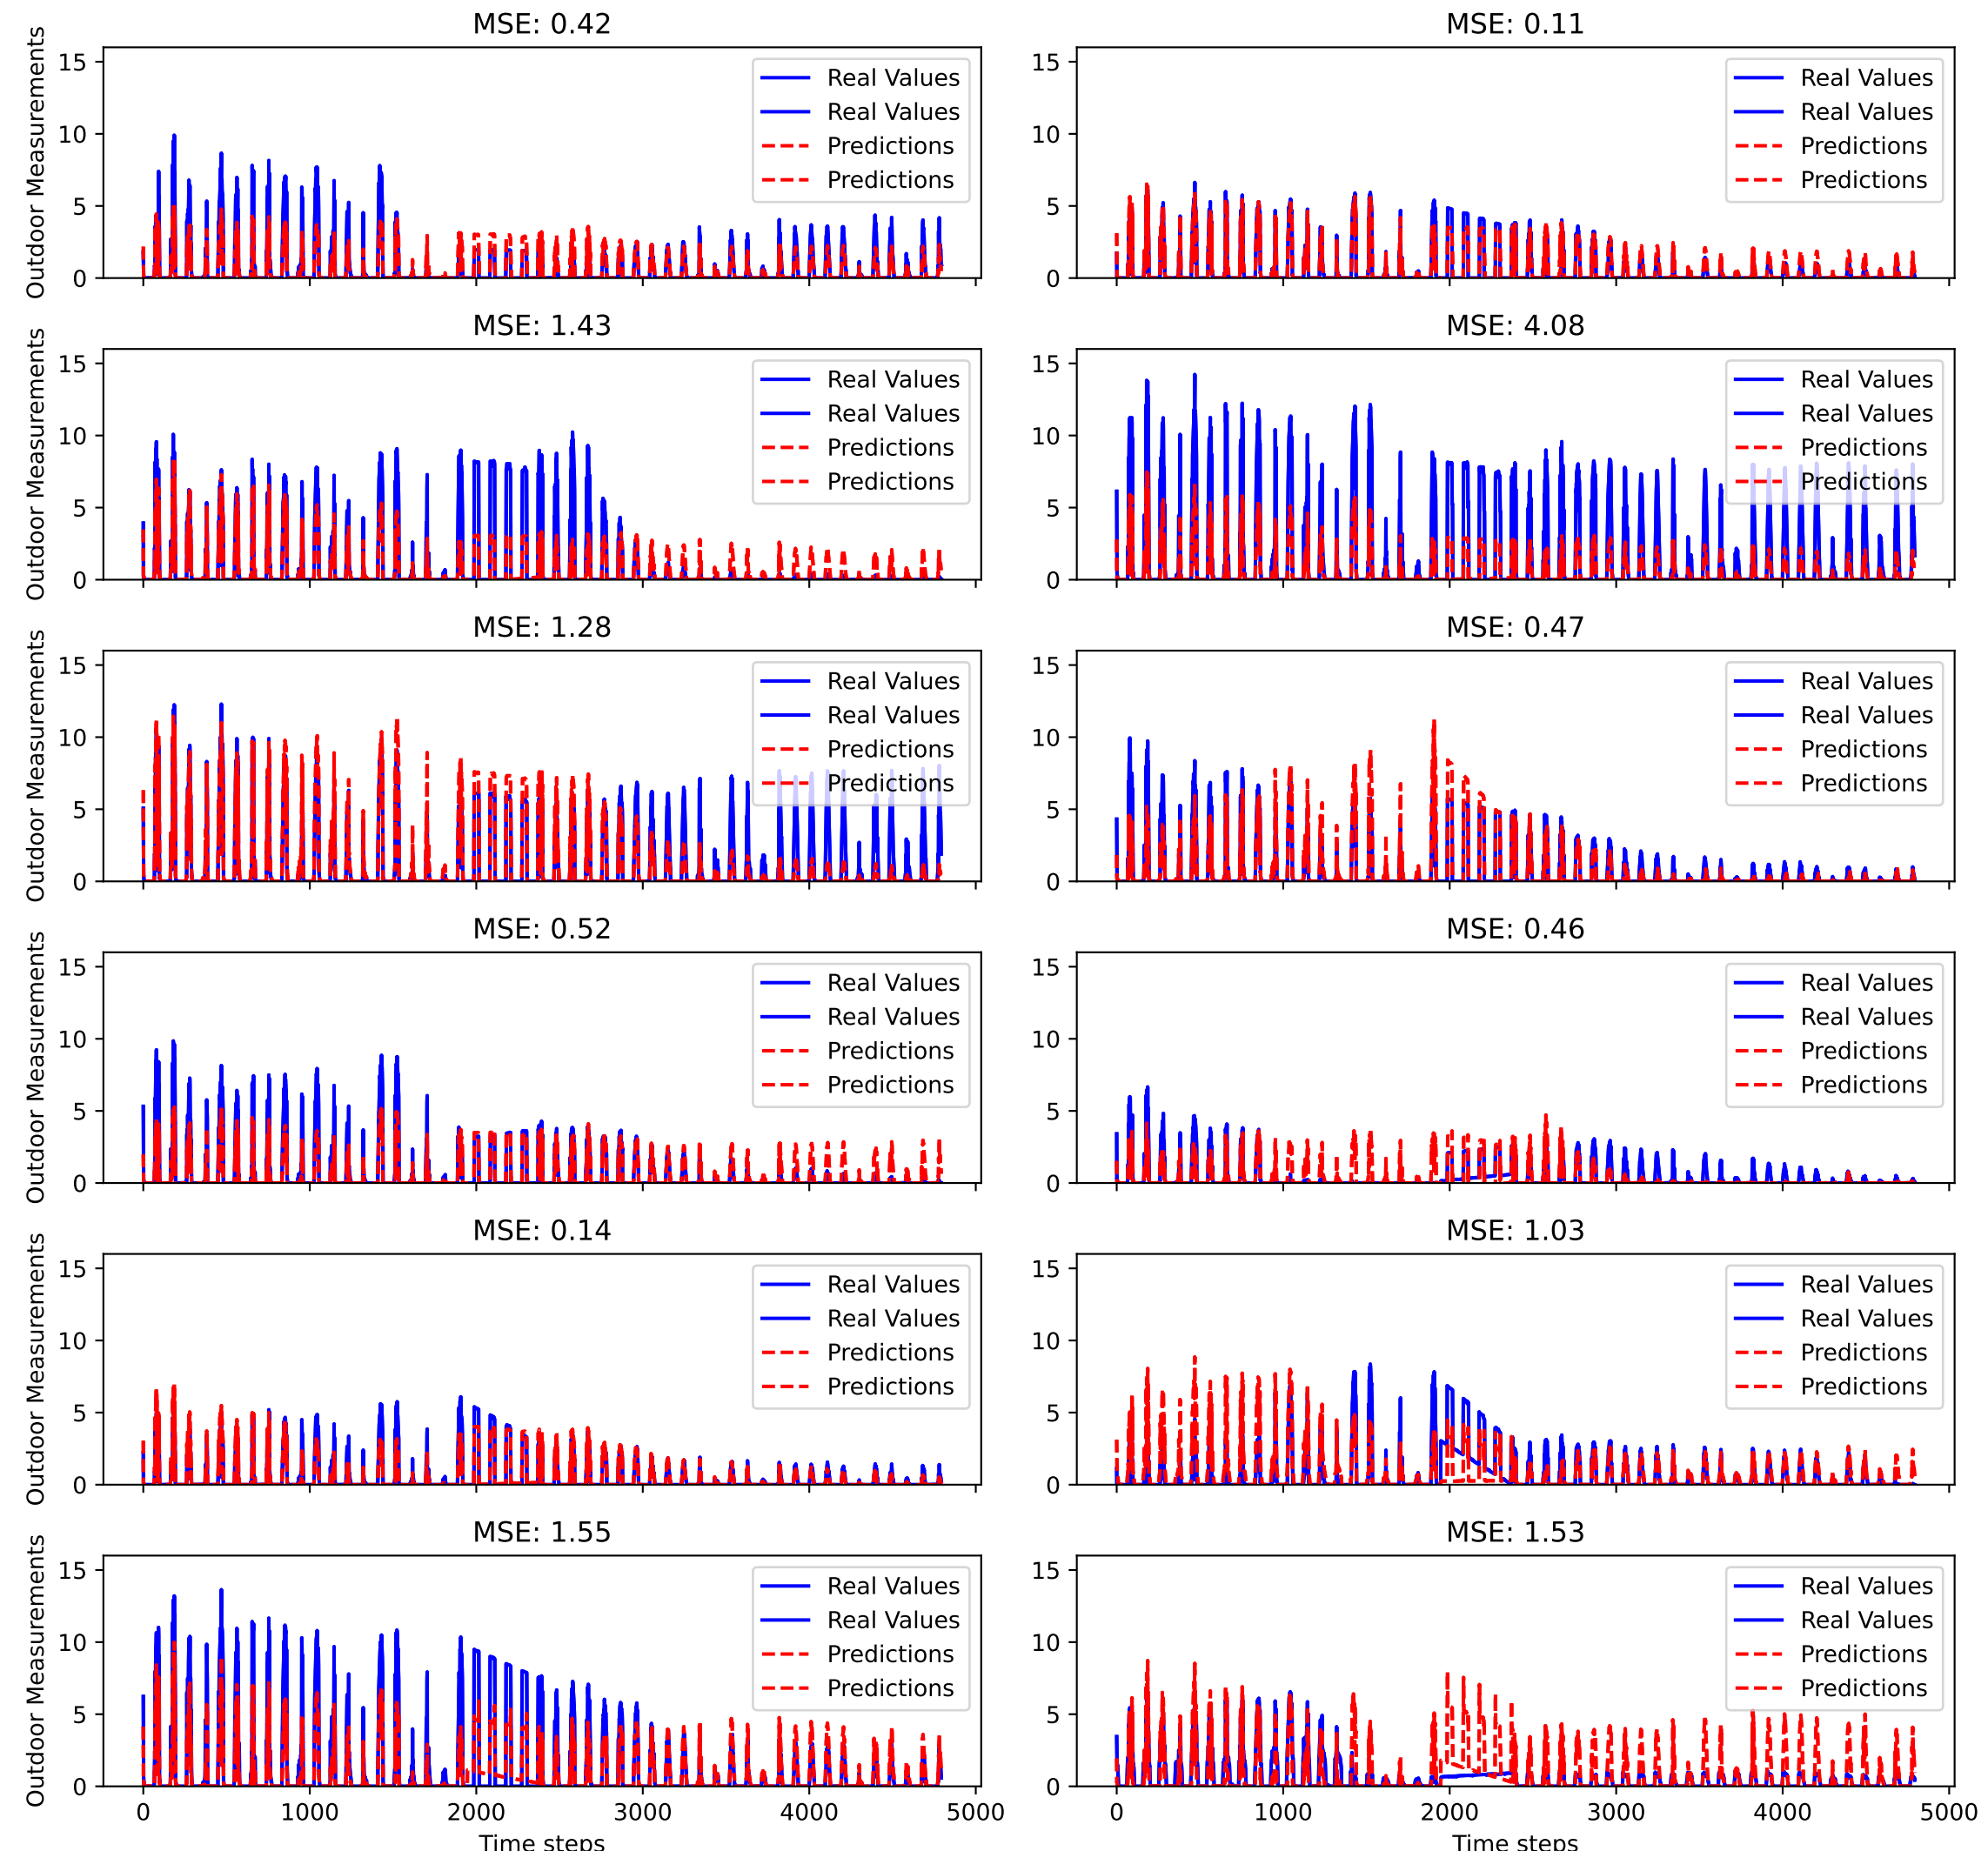 MSE: 0.42
Outdoor Measurements
15
10
5
0
Real Values
Real Values
Predictions
Predictions
MSE: 0.11
15
10
5
0
Real Values
Real Values
Predictions
Predictions
MSE: 1.43
Outdoor Measurements
15
10
5
0
Real Values
Real Values
Predictions
Predictions
MSE: 4.08
15
10
5
0
Real Values
Real Values
Predictions
Predictions
MSE: 1.28
Outdoor Measurements
15
10
5
0
Real Values
Real Values
Predictions
Predictions
MSE: 0.47
15
10
5
0
Real Values
Real Values
Predictions
Predictions
MSE: 0.52
Outdoor Measurements
15
10
5
0
Real Values
Real Values
Predictions
Predictions
MSE: 0.46
15
10
5
0
Real Values
Real Values
Predictions
Predictions
MSE: 0.14
Outdoor Measurements
15
10
5
0
Real Values
Real Values
Predictions
Predictions
MSE: 1.03
15
10
5
0
Real Values
Real Values
Predictions
Predictions
MSE: 1.55
Outdoor Measurements
15
10
5
0
Real Values
Real Values
Predictions
Predictions
0 1000 2000 3000 4000 5000
Time steps
MSE: 1.53
15
10
5
0
Real Values
Real Values
Predictions
Predictions
0 1000 2000 3000 4000 5000
Time steps